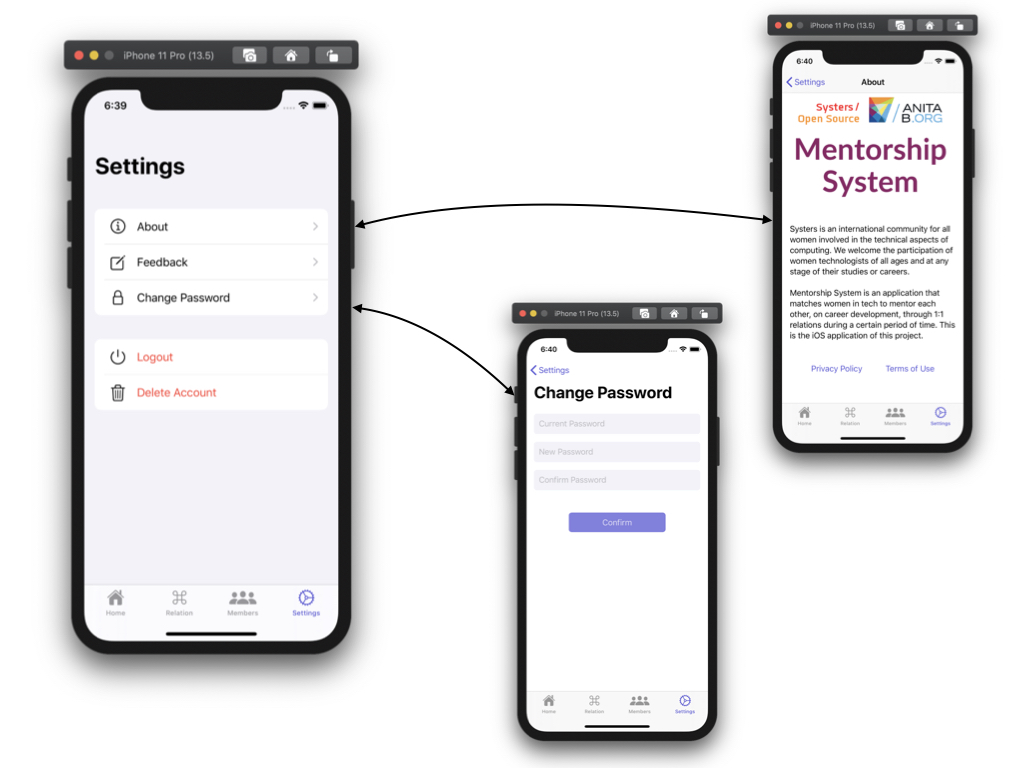 iPhone 11 Pro (13.5)
6:39
Settings
About
Feedback
Change Password
Logout
Delete Account
Home Relation Members Settings
iPhone 11 Pro (13.5)
6:40
Settings
Change Password
Current Password
New Password
Confirm Password
Confirm
Home Relation Members Settings
iPhone 11 Pro (13.5)
6:40
Settings About
Systers /
Open Source
ANITA
B.ORG
Mentorship
System
Systers is an international community for all
women involved in the technical aspects of
computing. We welcome the participation of
women technologists of all ages and at any
stage of their studies or careers.
Mentorship System is an application that
matches women in tech to mentor each
other, on career development, through 1:1
relations during a certain period of time. This
is the iOS application of this project.
Privacy Policy Terms of Use
Home Relation Members Settings